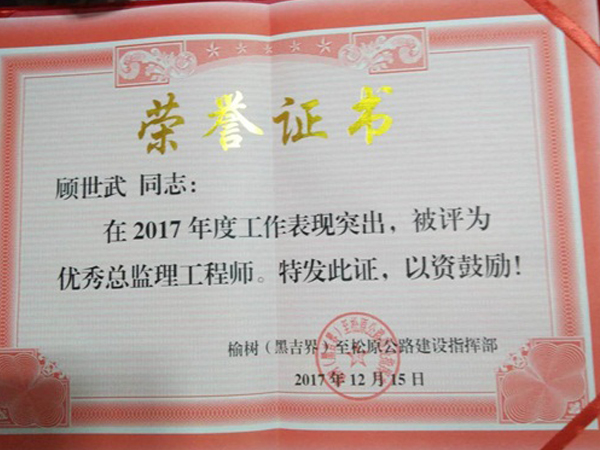 荣誉证书
顾世武 同志：
在2017年度工作表现突出，被评为
优秀总监理工程师。特发此证，以资鼓励！
榆树（黑吉界）至松原公路建设指挥部
2017年12月15日